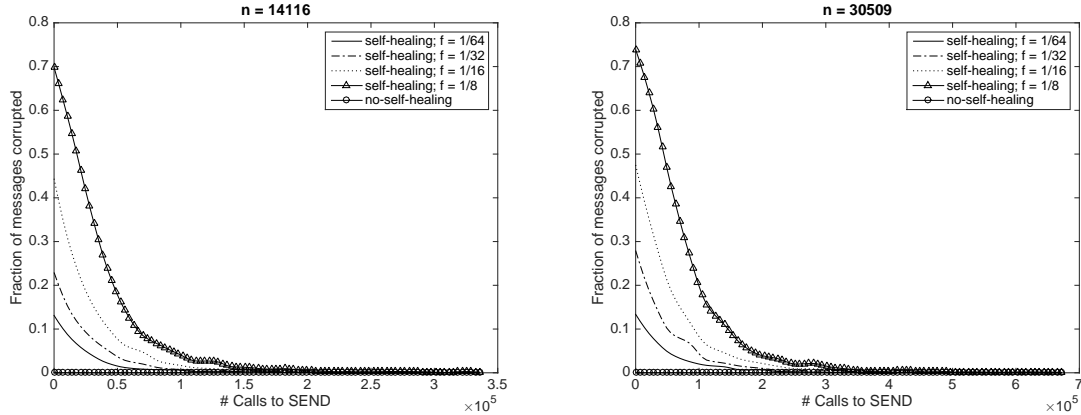 n = 14116
0.8
0.7
0.6
0.5
0.4
0.3
0.2
0.1
0
Fraction of messages corrupted
self-healing; f = 1/64
self-healing; f = 1/32
self-healing; f = 1/16
self-healing; f = 1/8
no-self-healing
0 0.5 1 1.5 2 2.5 3 3.5
# Calls to SEND
×10⁵
n = 30509
0.8
0.7
0.6
0.5
0.4
0.3
0.2
0.1
0
Fraction of messages corrupted
self-healing; f = 1/64
self-healing; f = 1/32
self-healing; f = 1/16
self-healing; f = 1/8
no-self-healing
0 1 2 3 4 5 6 7
# Calls to SEND
×10⁵